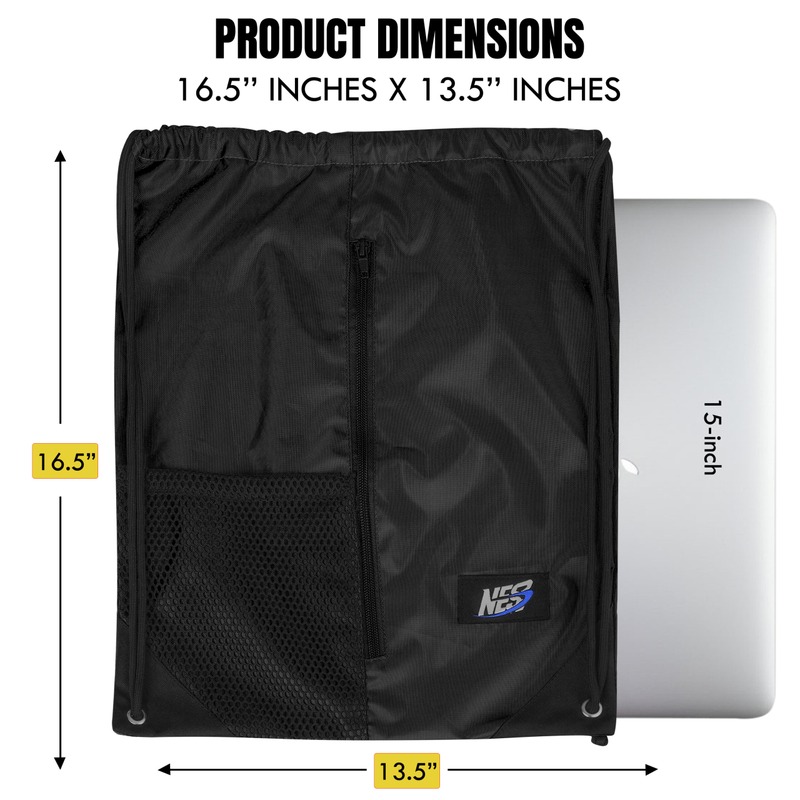 PRODUCT DIMENSIONS
16.5” INCHES X 13.5” INCHES
16.5”
15-inch
NES
13.5”